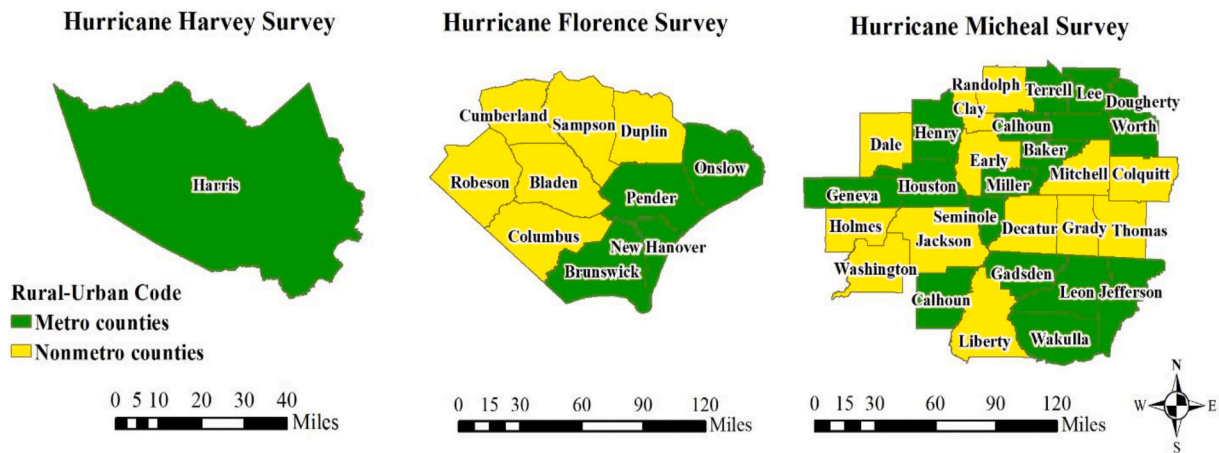 Hurricane Harvey Survey
Harris
Rural-Urban Code
Metro counties
Nonmetro counties
0 5 10 20 30 40
Miles
Hurricane Florence Survey
Cumberland
Sampson
Duplin
Onslow
Robeson
Bladen
Pender
Columbus
New Hanover
Brunswick
0 15 30 60 90 120
Miles
Hurricane Micheal Survey
Randolph
Terrell
Lee
Dougherty
Clay
Henry
Calhoun
Worth
Dale
Early
Baker
Mitchell
Colquitt
Geneva
Houston
Miller
Holmes
Seminole
Jackson
Decatur
Grady
Thomas
Washington
Gadsden
Calhoun
Leon
Jefferson
Liberty
Wakulla
0 15 30 60 90 120
Miles
N
W E
S